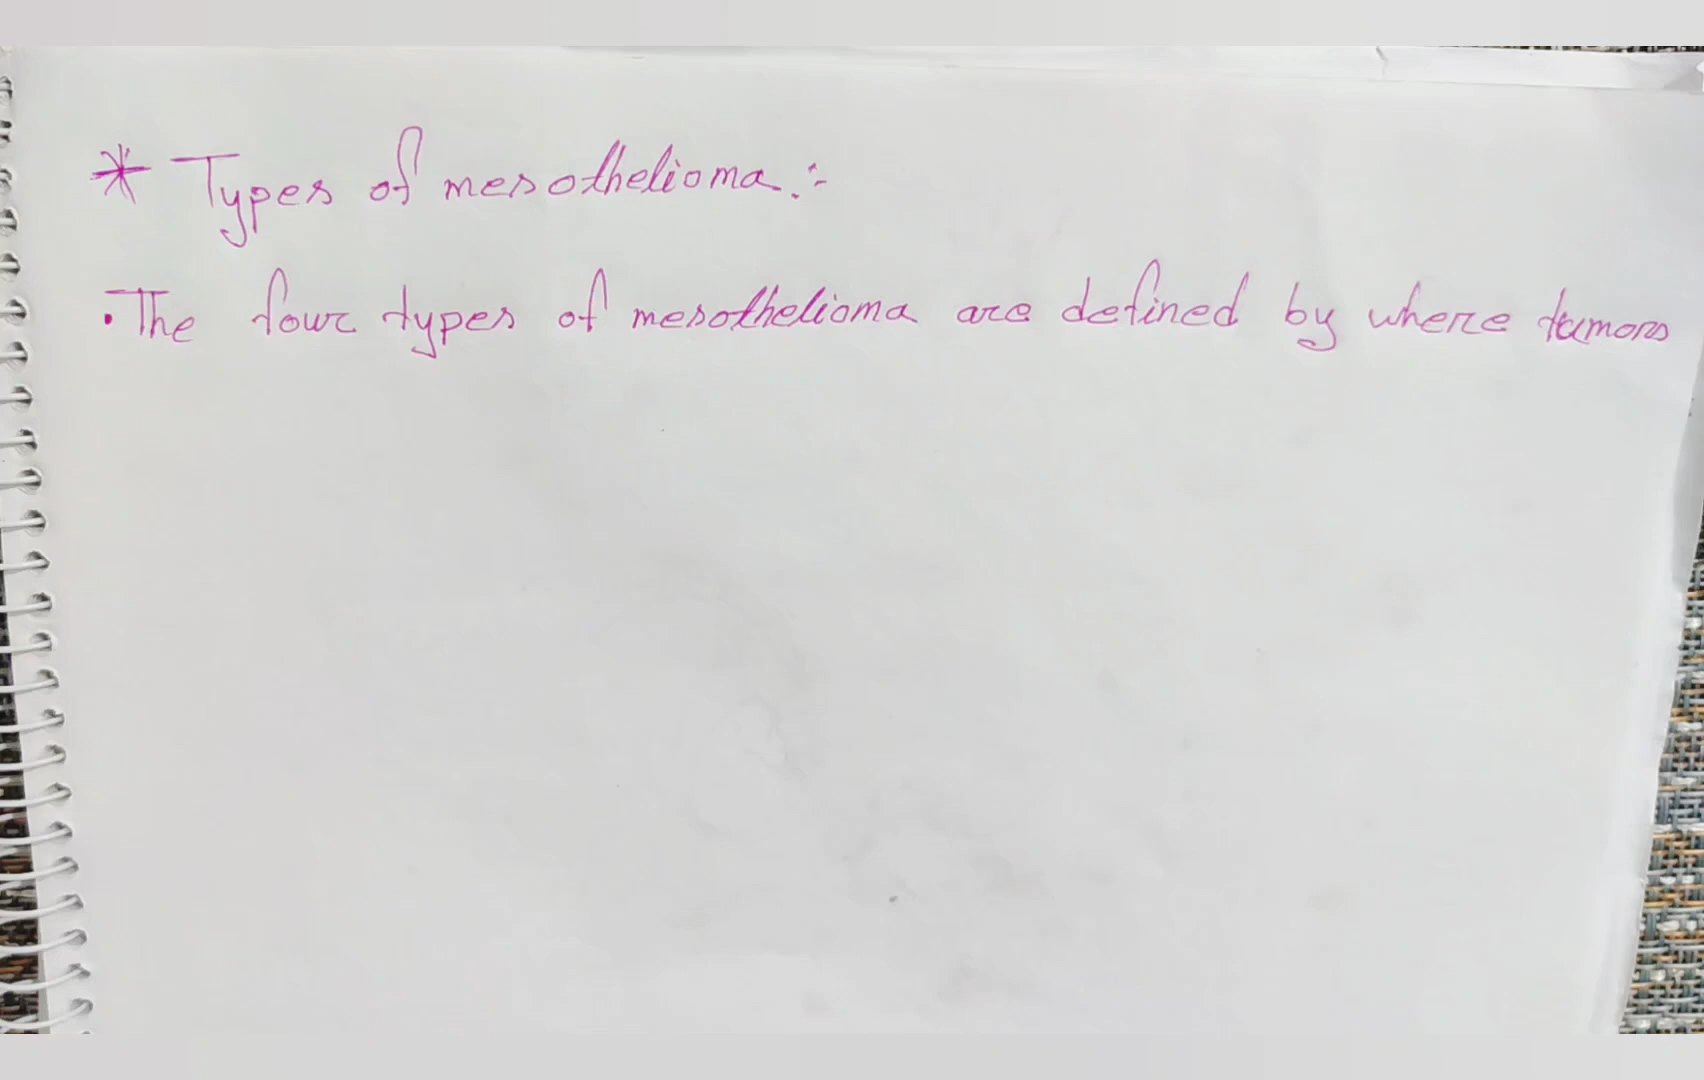 * Types of mesothelioma :-
• The four types of mesothelioma are defined by where tumors